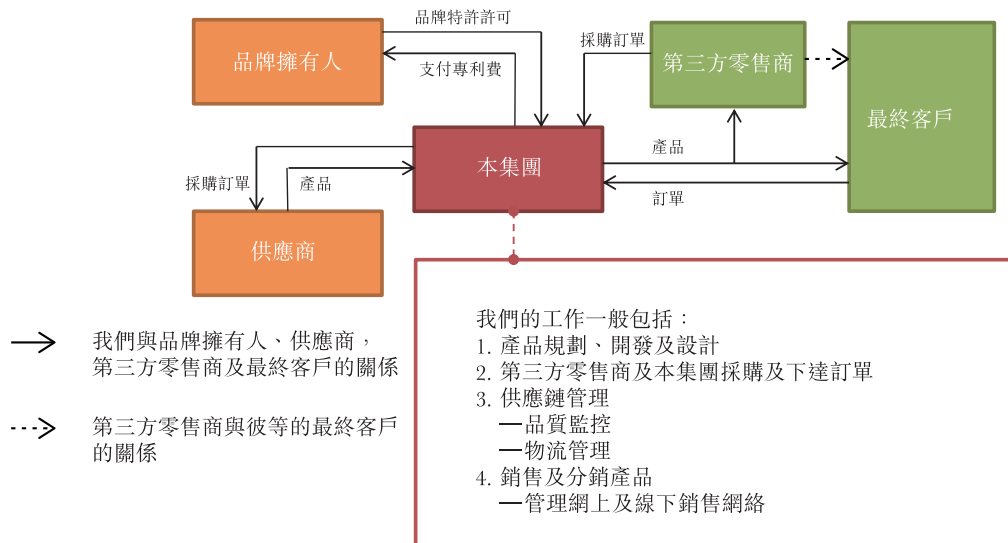 品牌特許許可
品牌擁有人
支付專利費
採購訂單
第三方零售商
最終客戶
本集團
產品
訂單
採購訂單
產品
供應商
我們與品牌擁有人、供應商，
第三方零售商及最終客戶的關係
第三方零售商與彼等的最終客戶
的關係
我們的工作一般包括：
1. 產品規劃、開發及設計
2. 第三方零售商及本集團採購及下達訂單
3. 供應鏈管理
—品質監控
—物流管理
4. 銷售及分銷產品
—管理網上及線下銷售網絡